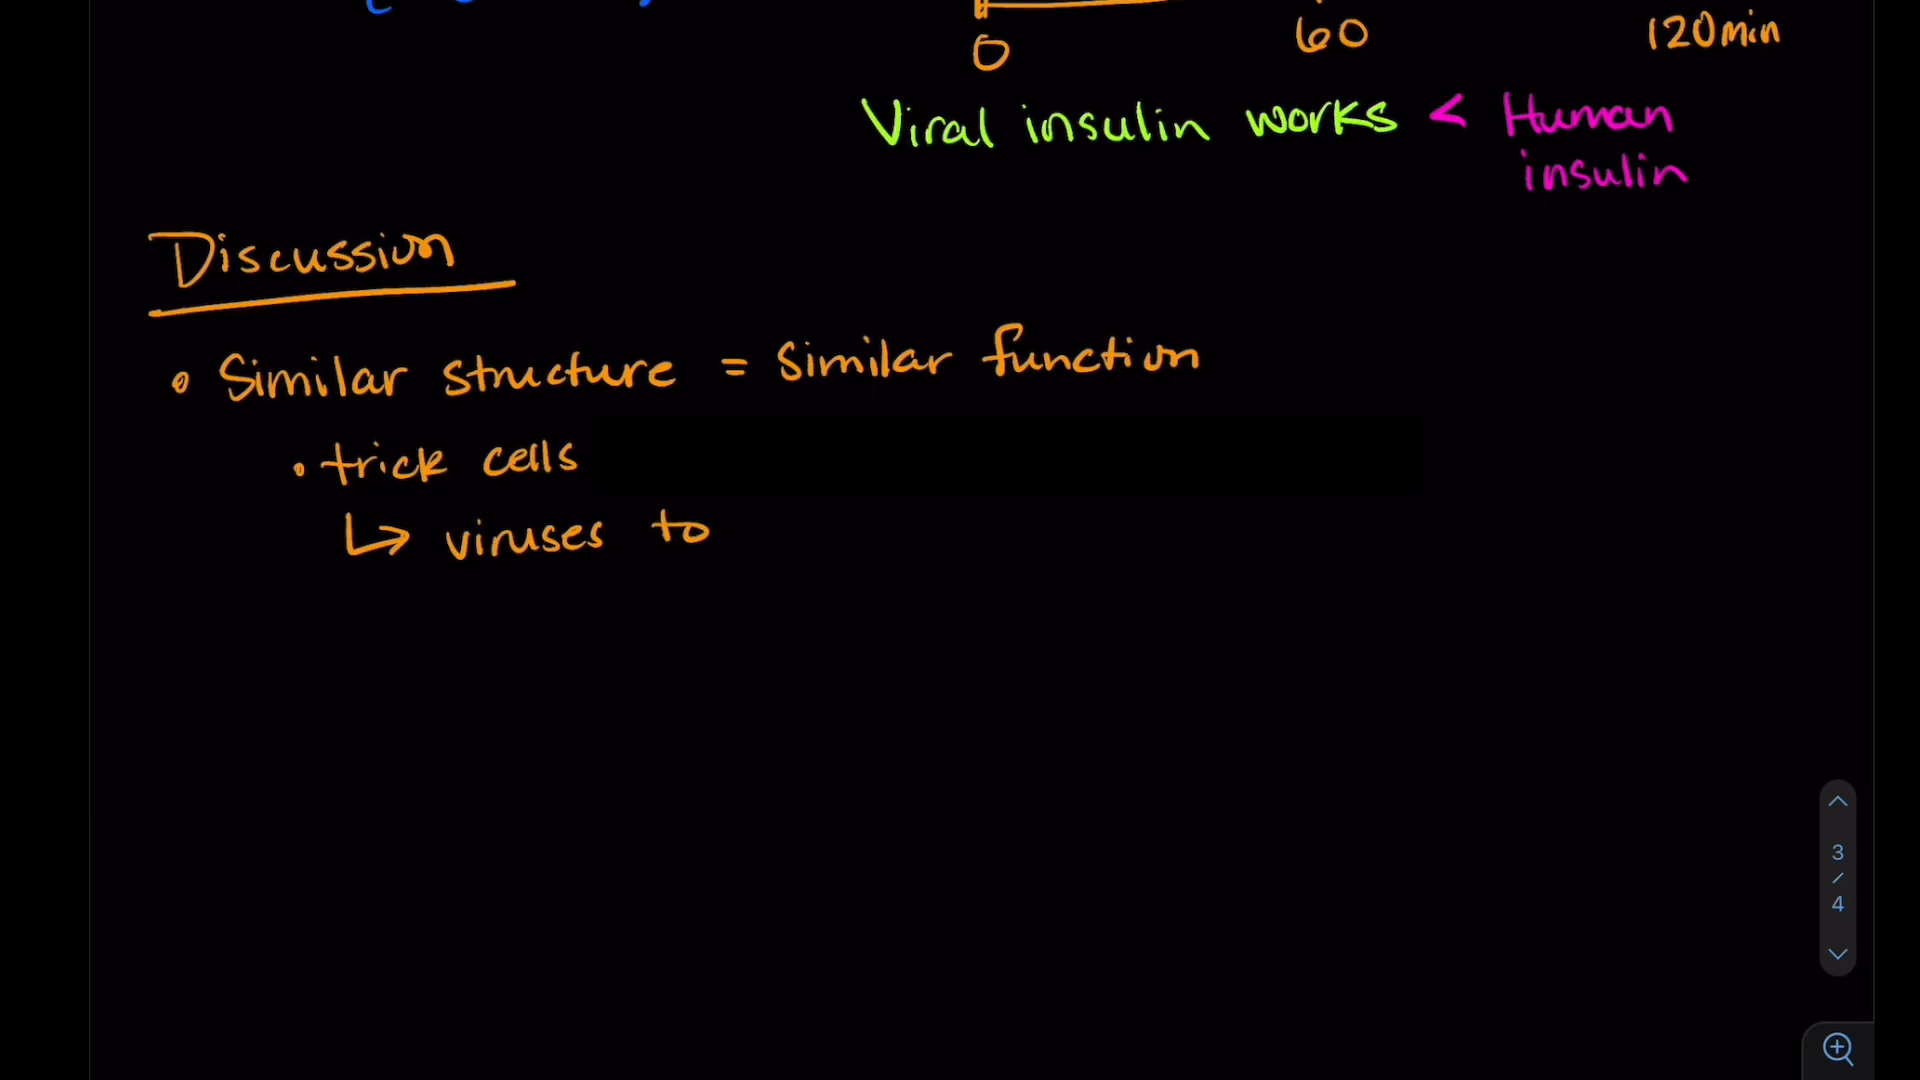 0 60 120min
Viral insulin works < Human
insulin
Discussion
• Similar structure = similar function
• trick cells
↳ viruses to
3
/
4